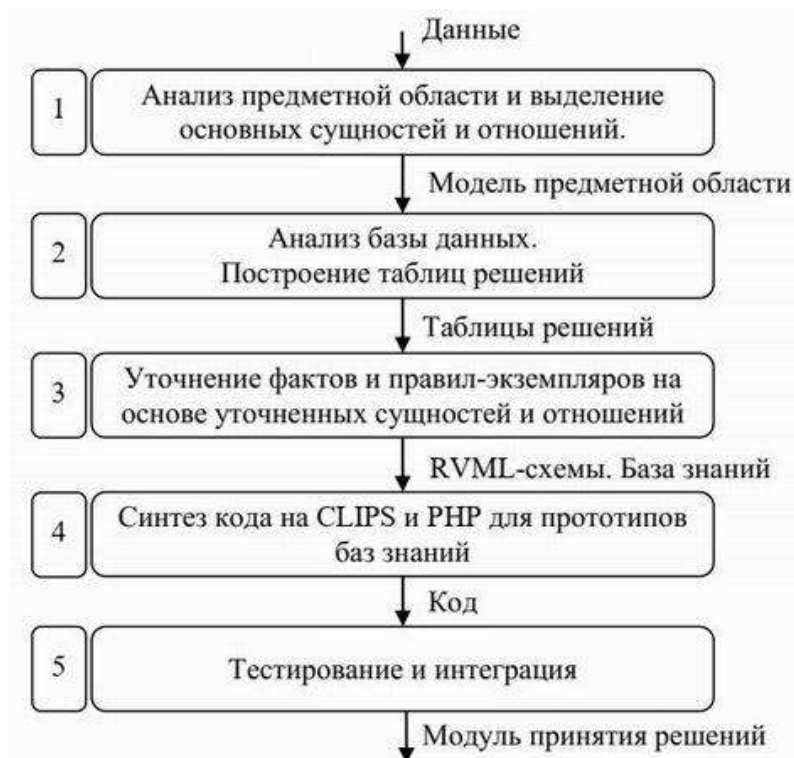 Данные
1
Анализ предметной области и выделение
основных сущностей и отношений.
Модель предметной области
2
Анализ базы данных.
Построение таблиц решений
Таблицы решений
3
Уточнение фактов и правил-экземпляров на
основе уточненных сущностей и отношений
RVML-схемы. База знаний
4
Синтез кода на CLIPS и PHP для прототипов
баз знаний
Код
5
Тестирование и интеграция
Модуль принятия решений